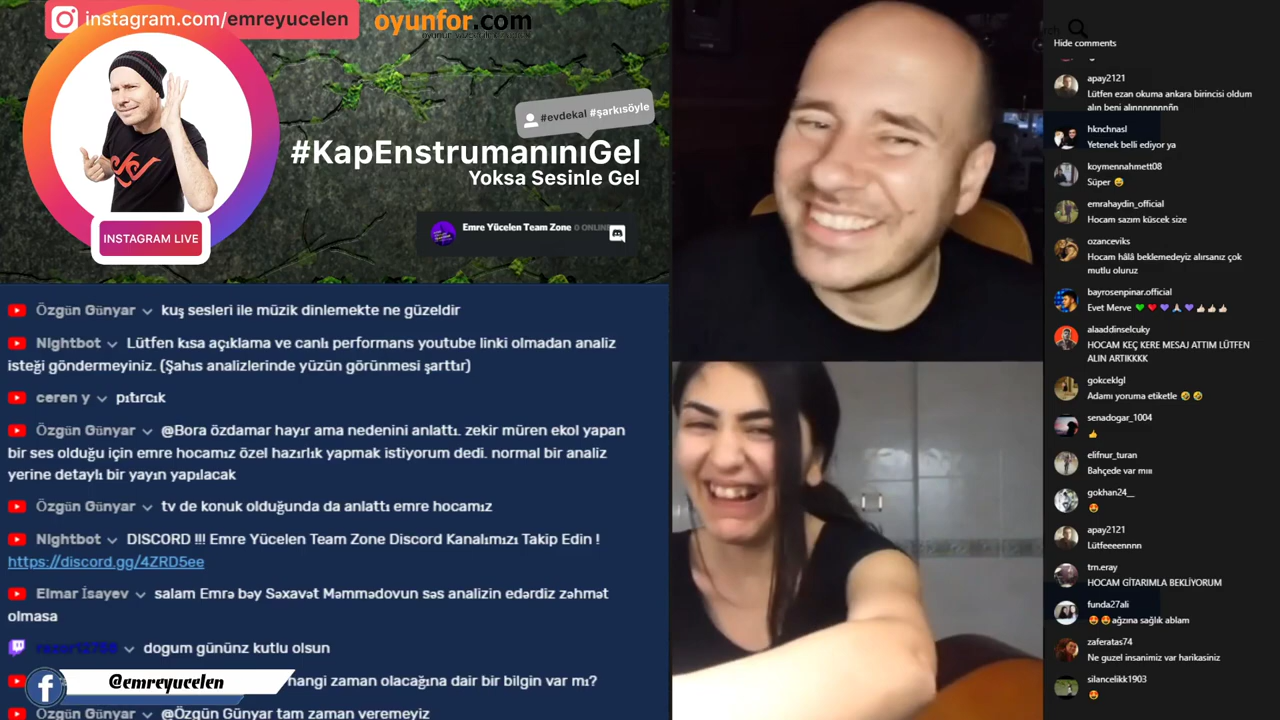 instagram.com/emreyucelen
oyunfor.com
#evdekal #şarkısöyle
#KapEnstrumanınıGel
Yoksa Sesinle Gel
Emre Yücelen Team Zone 0 ONLINE
INSTAGRAM LIVE
Özgün Günyar kuş sesleri ile müzik dinlemekte ne güzeldir
Nightbot Lütfen kısa açıklama ve canlı performans youtube linki olmadan analiz
isteği göndermeyiniz. (Şahıs analizlerinde yüzün görünmesi şarttır)
ceren y pıtırcık
Özgün Günyar @Bora özdamar hayır ama nedenini anlattı. zekir müren ekol yapan
bir ses olduğu için emre hocamız özel hazırlık yapmak istiyorum dedi. normal bir analiz
yerine detaylı bir yayın yapılacak
Özgün Günyar tv de konuk olduğunda da anlattı emre hocamız
Nightbot DISCORD !!! Emre Yücelen Team Zone Discord Kanalımızı Takip Edin !
https://discord.gg/4ZRD5ee
Elmar İsayev salam Emrə bəy Səxavət Məmmədovun səs analizin edərdiz zəhmət
olmasa
dogum gününz kutlu olsun
hangi zaman olacağına dair bir bilgin var mı?
@emreyucelen
Özgün Günyar @Özgün Günyar tam zaman veremeyiz
Hide comments
apay2121
Lütfen ezan okuma ankara birincisi oldum
alın beni alınnnnnnnñn
hknchnasl
Yetenek belli ediyor ya
koymennahmett08
Süper 😅
emrahaydin_official
Hocam sazım küscek size
ozanceviks
Hocam hâlâ beklemedeyiz alırsanız çok
mutlu oluruz
bayrosenpinar.official
Evet Merve 💚 ❤️ 💜 🙏🏻 💜 👍🏻 👍🏻 👍🏻
alaaddinselcuky
HOCAM KEÇ KERE MESAJ ATTIM LÜTFEN
ALIN ARTIKKKK
gokceklgl
Adamı yoruma etiketle 🤣 🤣
senadogar_1004
👍
elifnur_turan
Bahçede var mıı
gokhan24__
😍
apay2121
Lütfeeeennnn
trn.eray
HOCAM GİTARIMLA BEKLİYORUM
funda27ali
😍 😍ağzına sağlık ablam
zaferatas74
Ne guzel insanimiz var harikasiniz
silancelikk1903
😍